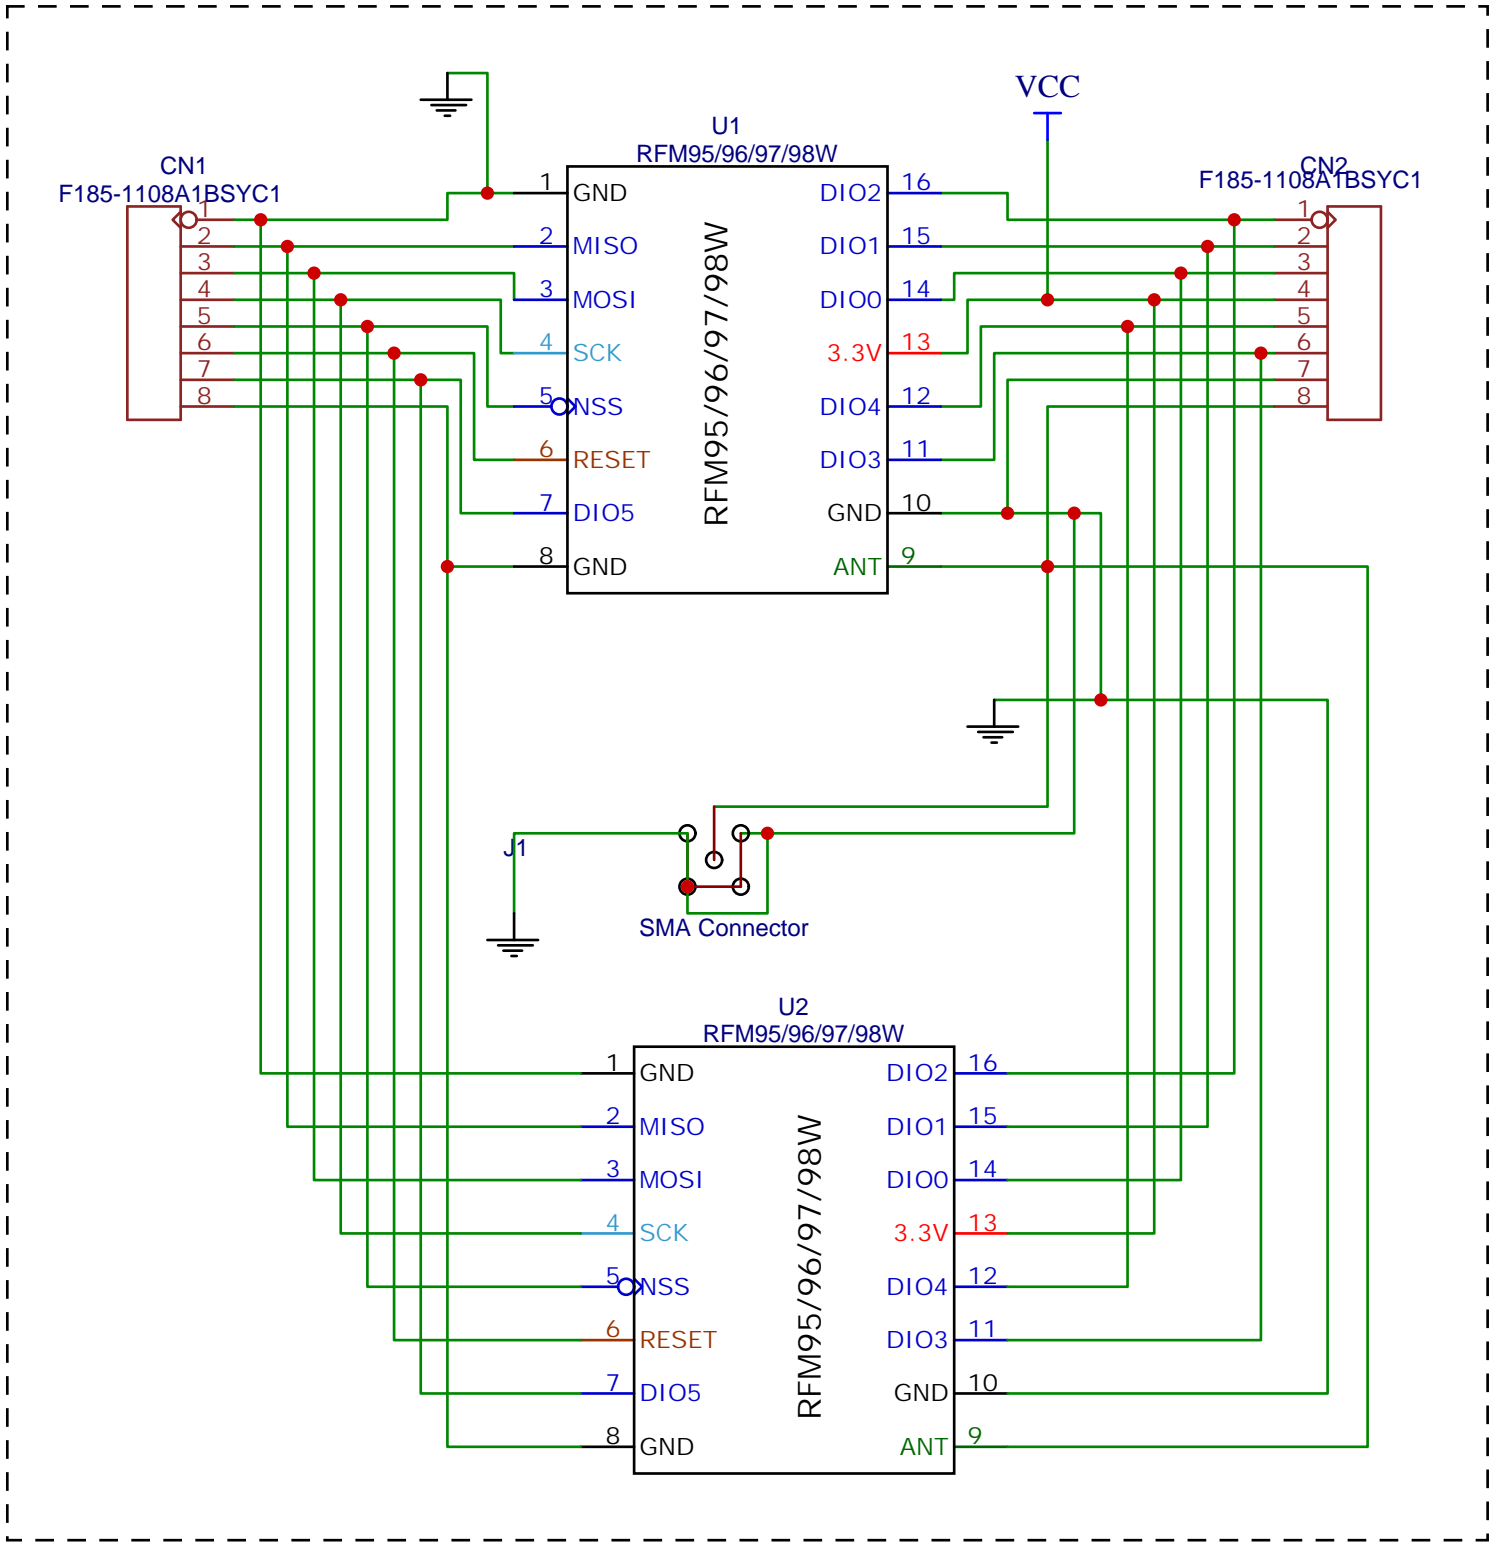 VCC
U1
RFM95/96/97/98W
CN1
F185-1108A1BSYC1
CN2
F185-1108A1BSYC1
1
2
3
4
5
6
7
8
1 GND
2 MISO
3 MOSI
4 SCK
5 NSS
6 RESET
7 DIO5
8 GND
RFM95/96/97/98W
DIO2 16
DIO1 15
DIO0 14
3.3V 13
DIO4 12
DIO3 11
GND 10
ANT 9
1
2
3
4
5
6
7
8
J1
SMA Connector
U2
RFM95/96/97/98W
1 GND
2 MISO
3 MOSI
4 SCK
5 NSS
6 RESET
7 DIO5
8 GND
RFM95/96/97/98W
DIO2 16
DIO1 15
DIO0 14
3.3V 13
DIO4 12
DIO3 11
GND 10
ANT 9